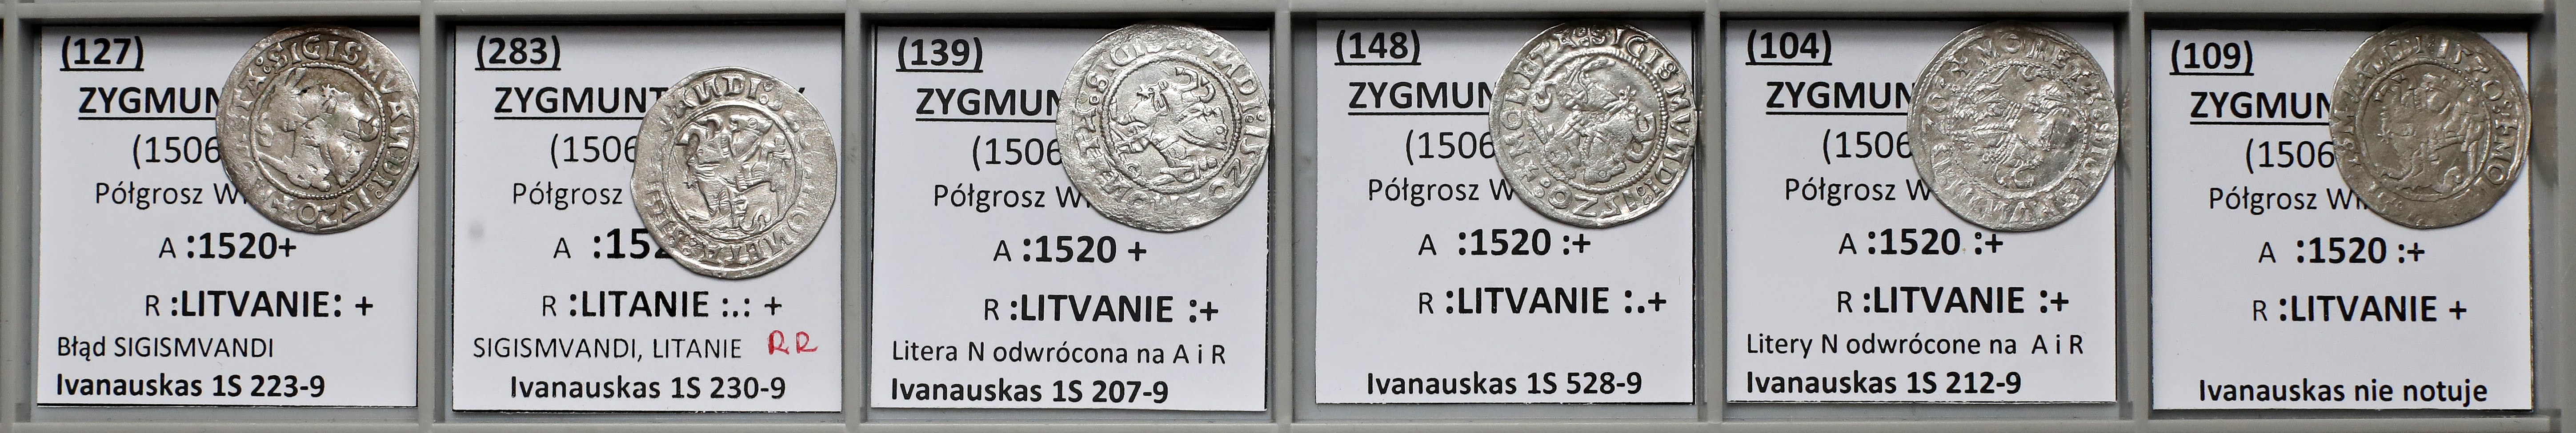 (127)
ZYGMUN
(1506
Półgrosz W
A :1520+
R :LITVANIE: +
Błąd SIGISMVANDI
Ivanauskas 1S 223-9
(283)
ZYGMUNT
(1506
Półgrosz
A :152
R :LITANIE :.: +
SIGISMVANDI, LITANIE RR
Ivanauskas 1S 230-9
(139)
ZYGMUN
(1506
Półgrosz W
A :1520 +
R :LITVANIE :+
Litera N odwrócona na A i R
Ivanauskas 1S 207-9
(148)
ZYGMUN
(1506
Półgrosz W
A :1520 :+
R :LITVANIE :.+
Ivanauskas 1S 528-9
(104)
ZYGMUN
(1506
Półgrosz W
A :1520 :+
R :LITVANIE :+
Litery N odwrócone na A i R
Ivanauskas 1S 212-9
(109)
ZYGMUN
(1506
Półgrosz Wi
A :1520 :+
R :LITVANIE +
Ivanauskas nie notuje